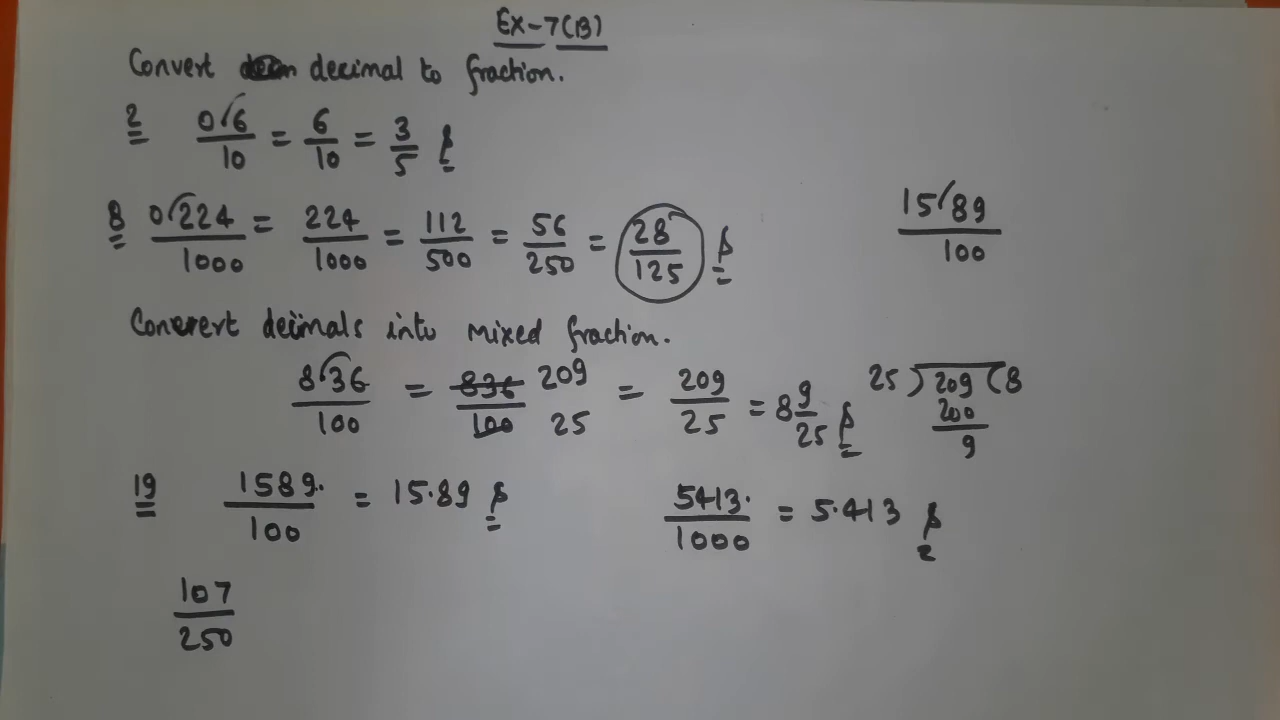 Ex-7(B)
Convert decimal to fraction.
2 0.6/10 = 6/10 = 3/5
8 0.224/1000 = 224/1000 = 112/500 = 56/250 = 28/125
15.89/100
Convert decimals into mixed fraction.
8.36/100 = 836/100 209/25 = 209/25 = 8 9/25
25 ) 209 ( 8
200
9
19 1589./100 = 15.89
5413./1000 = 5.413
107/250